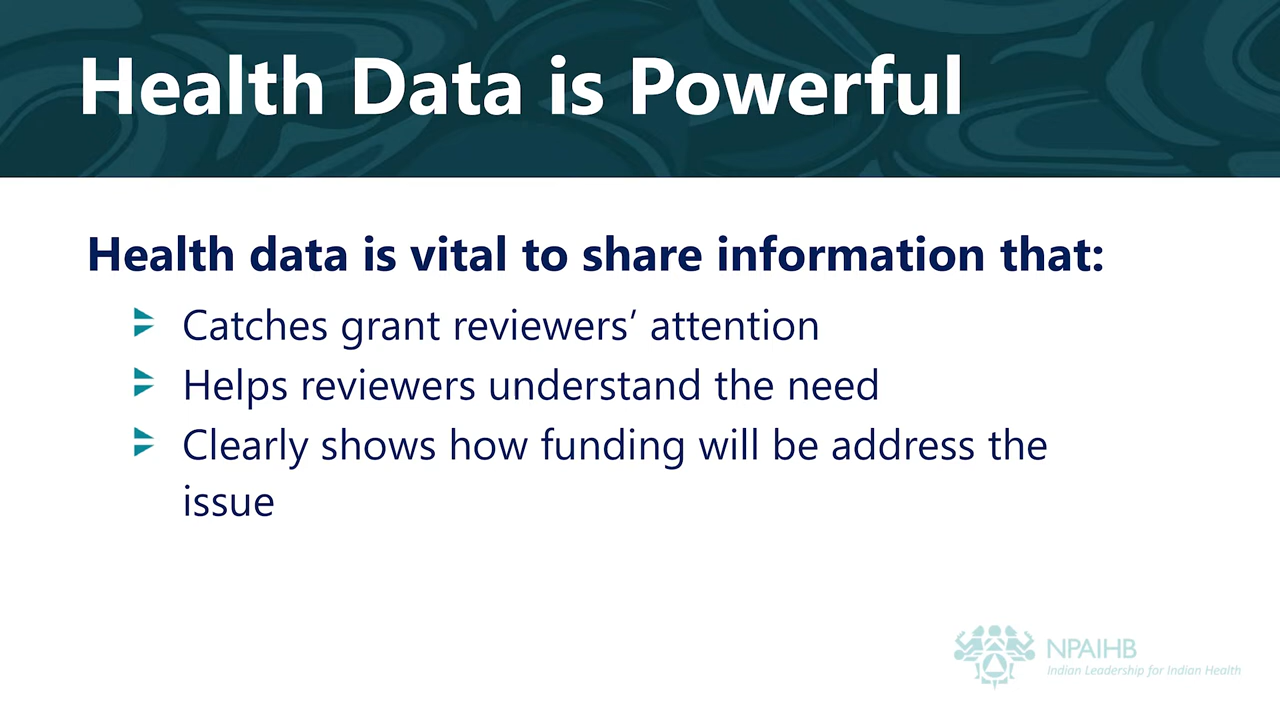 Health Data is Powerful
Health data is vital to share information that:
Catches grant reviewers’ attention
Helps reviewers understand the need
Clearly shows how funding will be address the
issue
NPAIHB
Indian Leadership for Indian Health